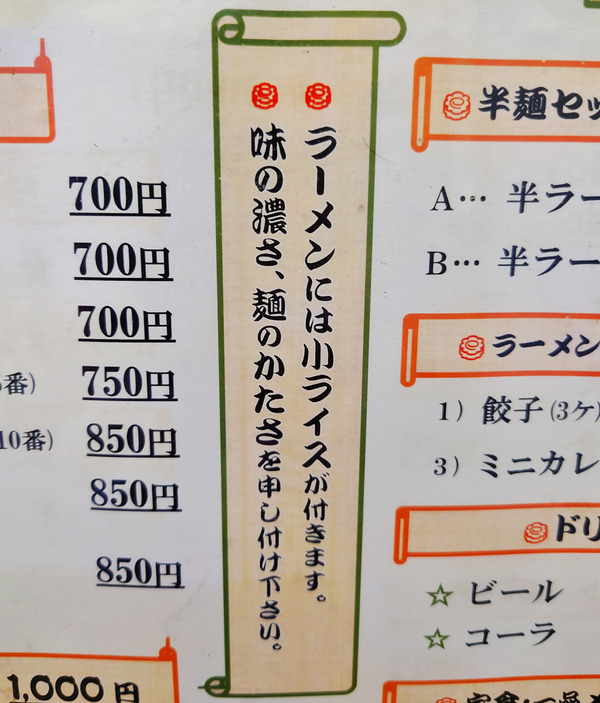 700円
700円
700円
5番) 750円
10番) 850円
850円
850円
1,000円
ラーメンには小ライスが付きます。
味の濃さ、麺のかたさを申し付け下さい。
半麺セッ
A… 半ラー
B… 半ラー
ラーメン
1) 餃子(3ケ)
3) ミニカレ
ドリ
☆ ビール
☆ コーラ